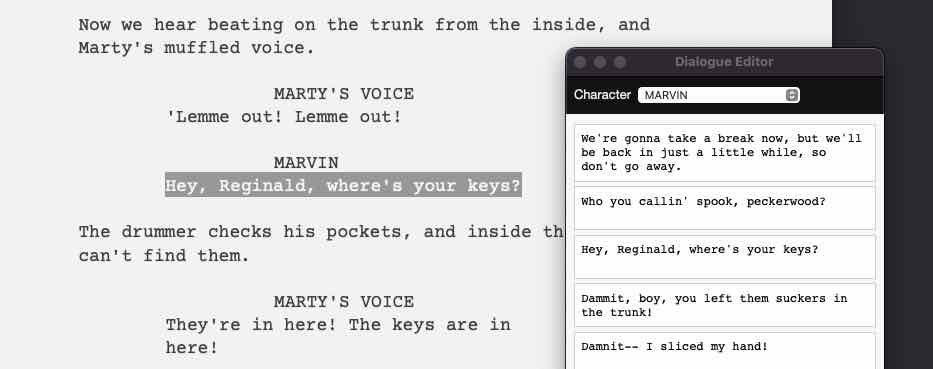 Now we hear beating on the trunk from the inside, and
Marty's muffled voice.
MARTY'S VOICE
'Lemme out! Lemme out!
MARVIN
Hey, Reginald, where's your keys?
The drummer checks his pockets, and inside th
can't find them.
MARTY'S VOICE
They're in here! The keys are in
here!
Dialogue Editor
Character MARVIN
We're gonna take a break now, but we'll
be back in just a little while, so
don't go away.
Who you callin' spook, peckerwood?
Hey, Reginald, where's your keys?
Dammit, boy, you left them suckers in
the trunk!
Damnit-- I sliced my hand!